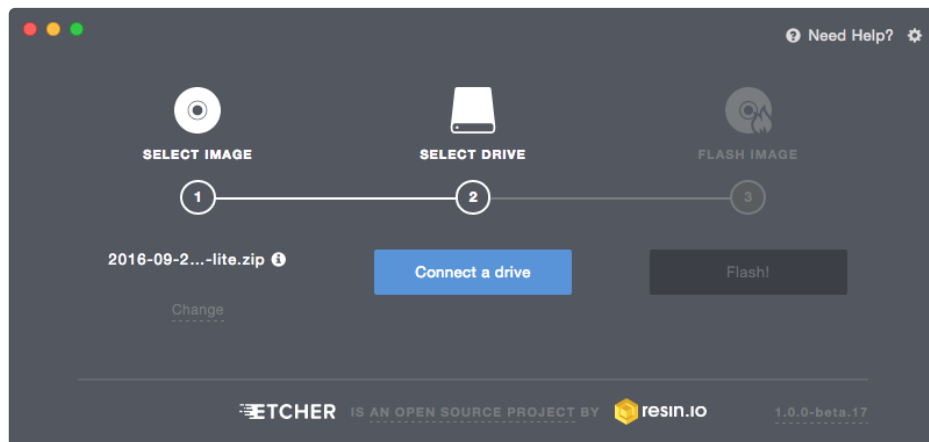 Need Help?
SELECT IMAGE
SELECT DRIVE
FLASH IMAGE
1
2
3
2016-09-2...-lite.zip
Connect a drive
Flash!
Change
ETCHER IS AN OPEN SOURCE PROJECT BY resin.io 1.0.0-beta.17